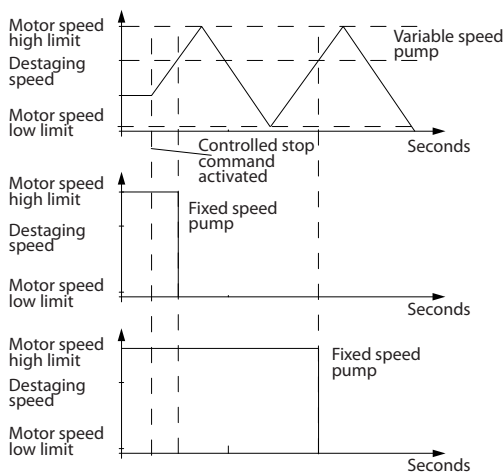 Motor speed
high limit
Variable speed
pump
Destaging
speed
Motor speed
low limit
Seconds
Controlled stop
command
activated
Motor speed
high limit
Fixed speed
pump
Destaging
speed
Motor speed
low limit
Seconds
Motor speed
high limit
Fixed speed
pump
Destaging
speed
Motor speed
low limit
Seconds